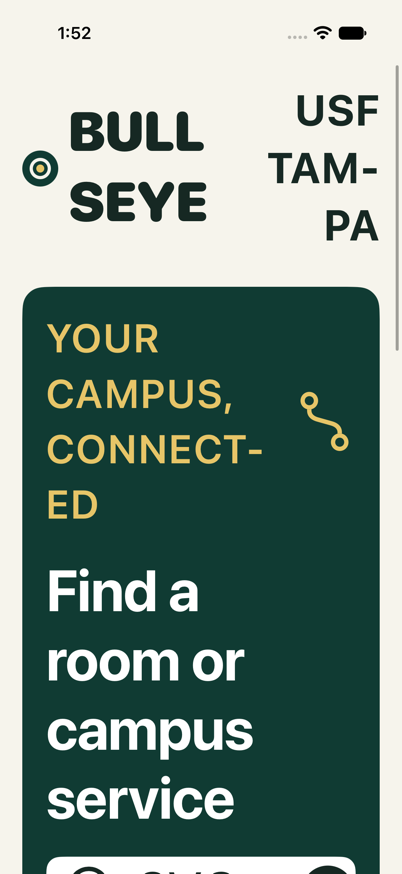 1:52
BULL
SEYE
USF
TAM-
PA
YOUR
CAMPUS,
CONNECT-
ED
Find a
room or
campus
service